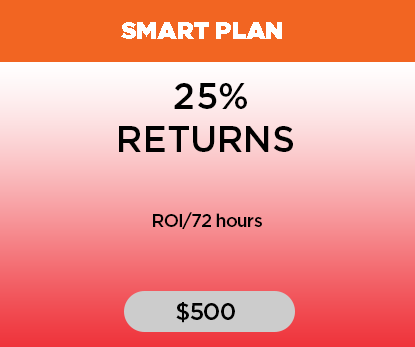 SMART PLAN
25%
RETURNS
ROI/72 hours
$500